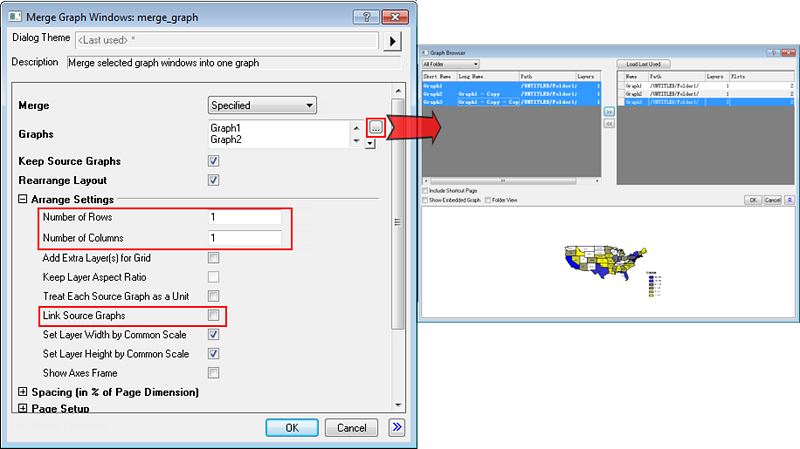 Merge Graph Windows: merge_graph
Dialog Theme <Last used> *
Description Merge selected graph windows into one graph
Merge Specified
Graphs Graph1
Graph2
...
Keep Source Graphs
Rearrange Layout
Arrange Settings
Number of Rows 1
Number of Columns 1
Add Extra Layer(s) for Grid
Keep Layer Aspect Ratio
Treat Each Source Graph as a Unit
Link Source Graphs
Set Layer Width by Common Scale
Set Layer Height by Common Scale
Show Axes Frame
Spacing (in % of Page Dimension)
Page Setup
OK Cancel
Graph Browser
All Folder Load Last Used
Short Name Long Name Path Layers
Graph1 /UNTITLED/Folder1/ 1
Graph2 Graph1 - Copy /UNTITLED/Folder1/ 1
Graph3 Graph1 - Copy - Cop /UNTITLED/Folder1/ 1
Name Path Layers Plots
Graph1 /UNTITLED/Folder1/ 1 2
Graph2 /UNTITLED/Folder1/ 1 2
Graph3 /UNTITLED/Folder1/ 1 2
Include Shortcut Page
Show Embedded Graph Folder View
OK Cancel